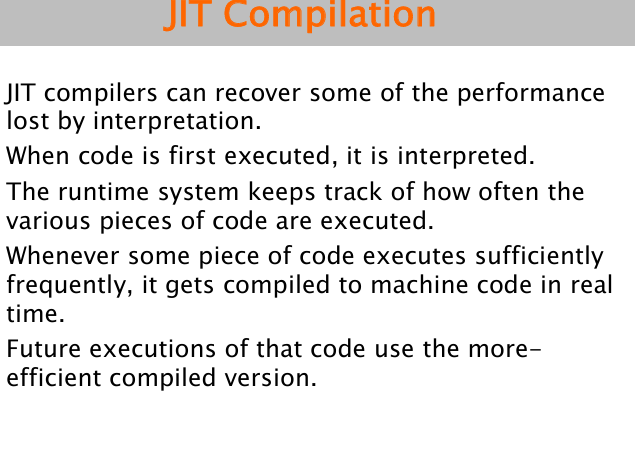 JIT Compilation
JIT compilers can recover some of the performance
lost by interpretation.
When code is first executed, it is interpreted.
The runtime system keeps track of how often the
various pieces of code are executed.
Whenever some piece of code executes sufficiently
frequently, it gets compiled to machine code in real
time.
Future executions of that code use the more-
efficient compiled version.